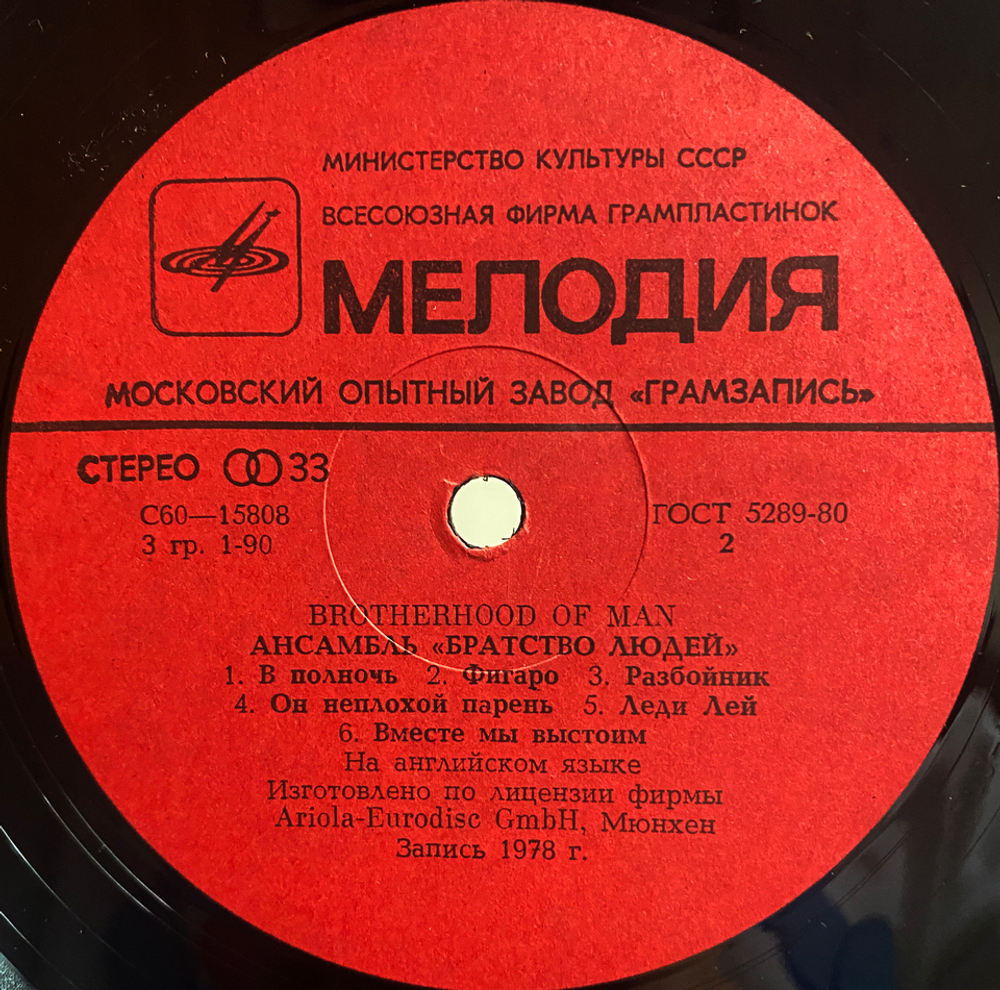 МИНИСТЕРСТВО КУЛЬТУРЫ СССР
ВСЕСОЮЗНАЯ ФИРМА ГРАМПЛАСТИНОК
МЕЛОДИЯ
МОСКОВСКИЙ ОПЫТНЫЙ ЗАВОД «ГРАМЗАПИСЬ»
СТЕРЕО 33
С60—15808
3 гр. 1-90
ГОСТ 5289-80
2
BROTHERHOOD OF MAN
АНСАМБЛЬ «БРАТСТВО ЛЮДЕЙ»
1. В полночь 2. Фигаро 3. Разбойник
4. Он неплохой парень 5. Леди Лей
6. Вместе мы выстоим
На английском языке
Изготовлено по лицензии фирмы
Ariola-Eurodisc GmbH, Мюнхен
Запись 1978 г.